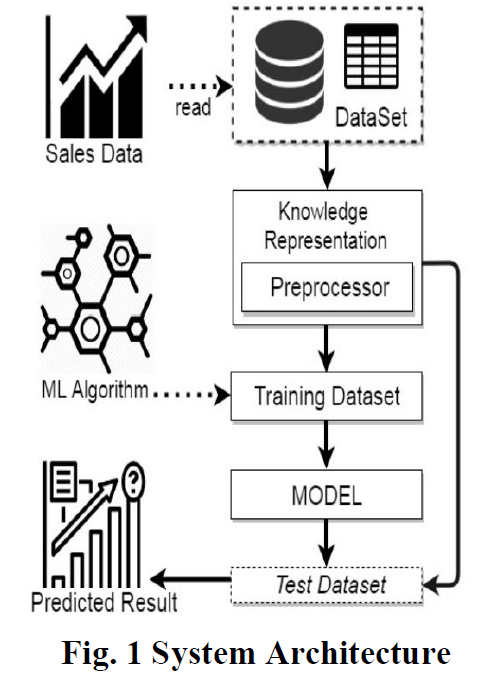 Sales Data
read
DataSet
Knowledge
Representation
Preprocessor
ML Algorithm
Training Dataset
MODEL
?
Test Dataset
Predicted Result
Fig. 1 System Architecture